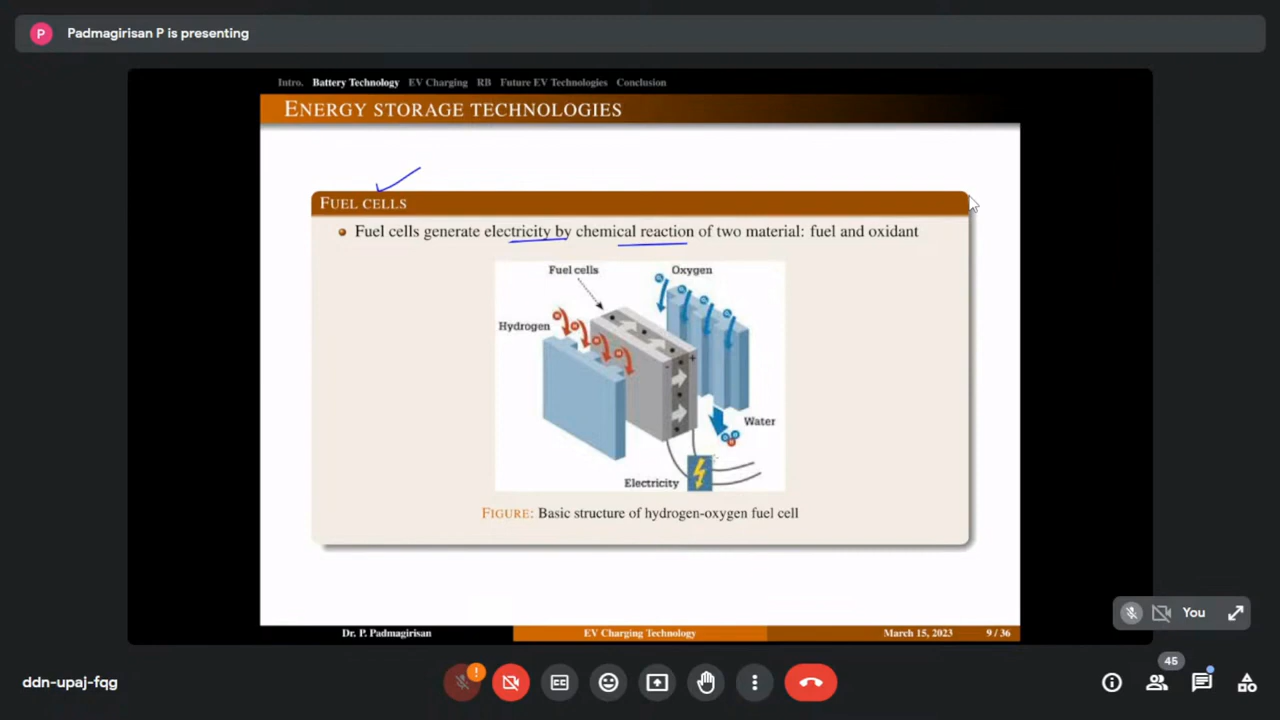 P Padmagirisan P is presenting
Intro. Battery Technology EV Charging RB Future EV Technologies Conclusion
ENERGY STORAGE TECHNOLOGIES
FUEL CELLS
Fuel cells generate electricity by chemical reaction of two material: fuel and oxidant
Fuel cells
Oxygen
Hydrogen
Water
Electricity
FIGURE: Basic structure of hydrogen-oxygen fuel cell
Dr. P. Padmagirisan EV Charging Technology March 15, 2023 9 / 36
You
ddn-upaj-fqg
CC
45